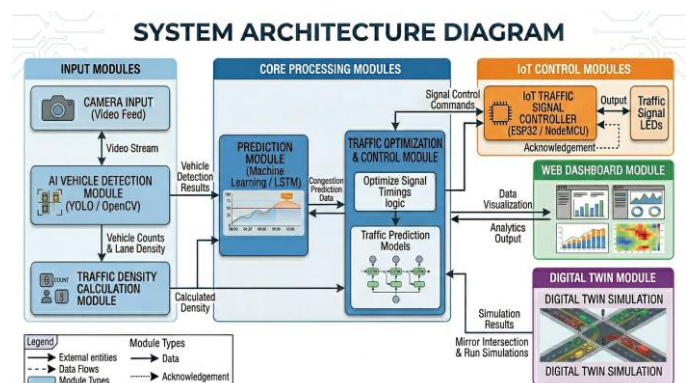 SYSTEM ARCHITECTURE DIAGRAM
INPUT MODULES
CAMERA INPUT
(Video Feed)
Video Stream
AI VEHICLE DETECTION
MODULE
(YOLO / OpenCV)
Vehicle Counts
& Lane Density
COUNT
TRAFFIC DENSITY
CALCULATION
MODULE
Legend
External entities
Data Flows
Module Types
Module Types
Data
Acknowledgement
Vehicle
Detection
Results
Calculated
Density
CORE PROCESSING MODULES
PREDICTION
MODULE
(Machine
Learning / LSTM)
Congestion
Prediction
Data
TRAFFIC OPTIMIZATION
& CONTROL MODULE
Optimize Signal
Timings
logic
Traffic Prediction
Models
Signal Control
Commands
IoT CONTROL MODULES
IoT TRAFFIC
SIGNAL
CONTROLLER
(ESP32 / NodeMCU)
Output
Acknowledgement
Traffic
Signal
LEDs
Data
Visualization
Analytics
Output
WEB DASHBOARD MODULE
Simulation
Results
Mirror Intersection
& Run Simulations
DIGITAL TWIN MODULE
DIGITAL TWIN SIMULATION
DIGITAL TWIN SIMULATION